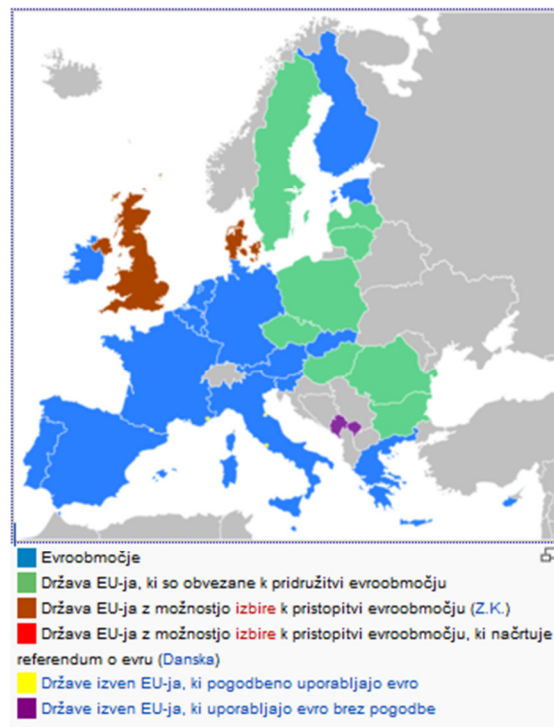 Evroobmočje
Država EU-ja, ki so obvezane k pridružitvi evroobmočju
Država EU-ja z možnostjo izbire k pristopitvi evroobmočju (Z.K.)
Država EU-ja z možnostjo izbire k pristopitvi evroobmočju, ki načrtuje
referendum o evru (Danska)
Države izven EU-ja, ki pogodbeno uporabljajo evro
Države izven EU-ja, ki uporabljajo evro brez pogodbe